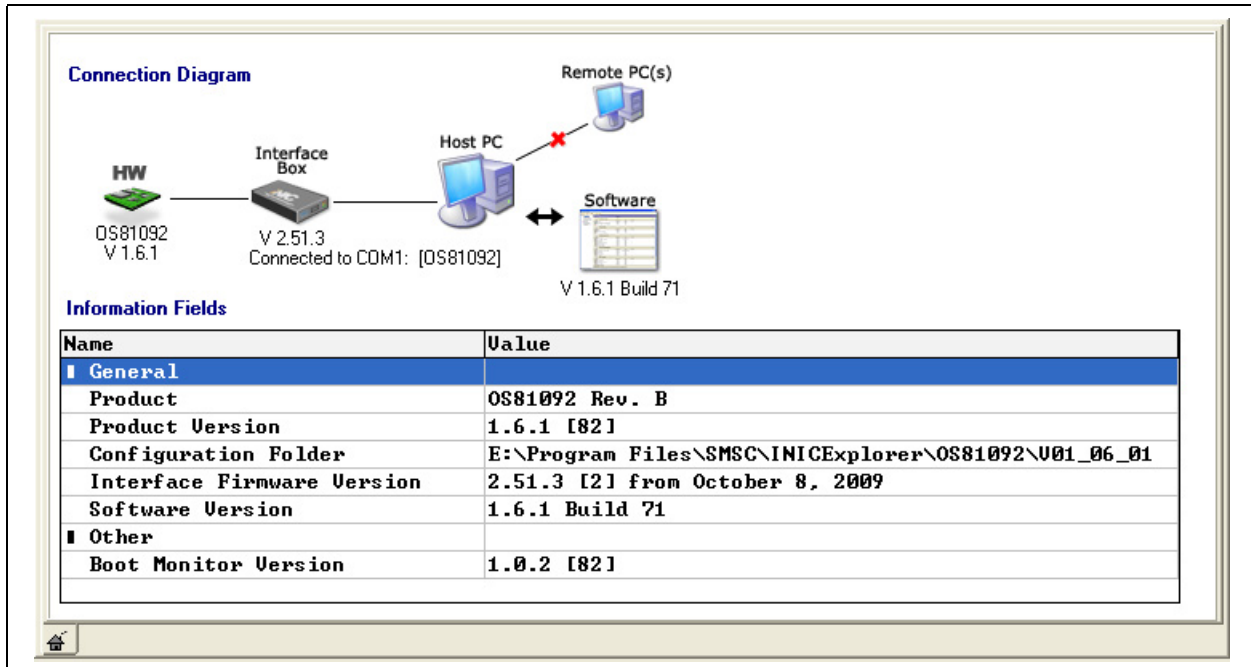 Connection Diagram
Remote PC(s)
Host PC
Interface
Box
HW
Software
OS81092
V 1.6.1
V 2.51.3
Connected to COM1: [OS81092]
V 1.6.1 Build 71
Information Fields
Name Value
General
Product OS81092 Rev. B
Product Version 1.6.1 [82]
Configuration Folder E:\Program Files\SMSC\INICExplorer\OS81092\V01_06_01
Interface Firmware Version 2.51.3 [2] from October 8, 2009
Software Version 1.6.1 Build 71
Other
Boot Monitor Version 1.0.2 [82]